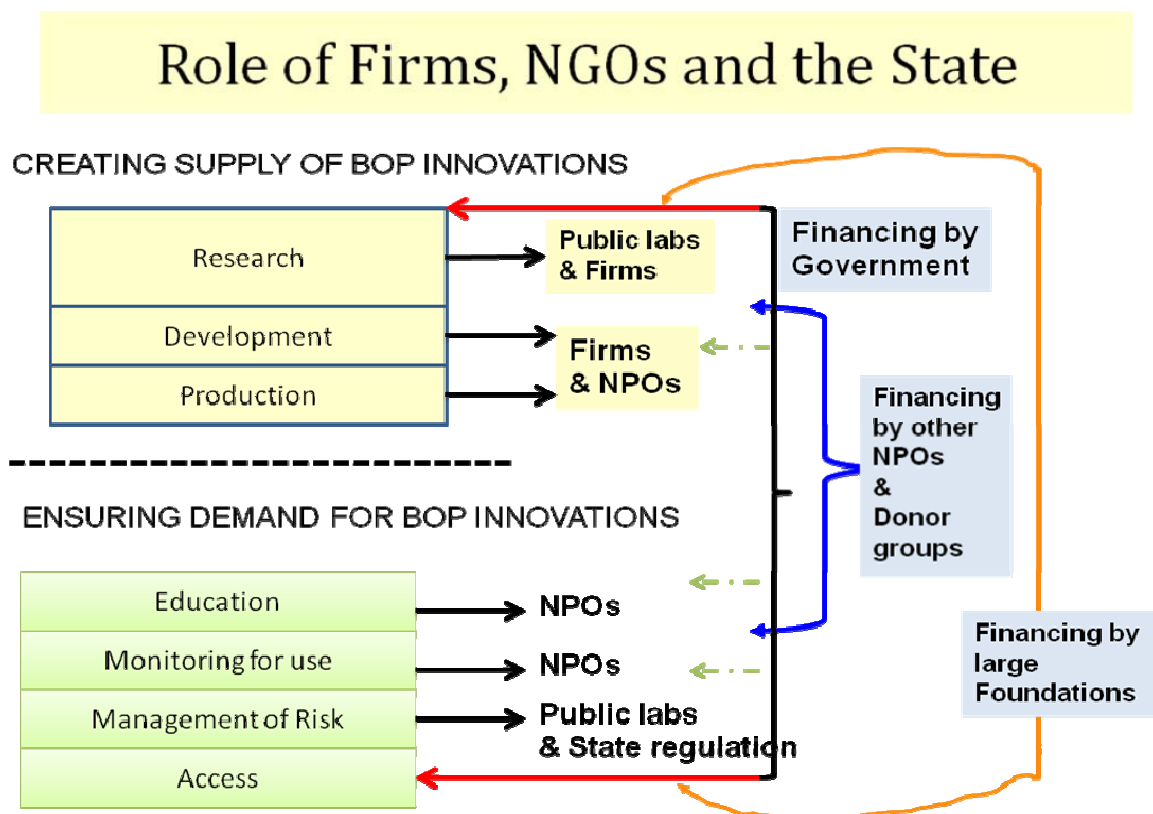 Role of Firms, NGOs and the State
CREATING SUPPLY OF BOP INNOVATIONS
Research
Public labs
& Firms
Financing by
Government
Development
Production
Firms
& NPOs
Financing
by other
NPOs
&
Donor
groups
ENSURING DEMAND FOR BOP INNOVATIONS
Education
NPOs
Monitoring for use
NPOs
Management of Risk
Public labs
& State regulation
Access
Financing by
large
Foundations